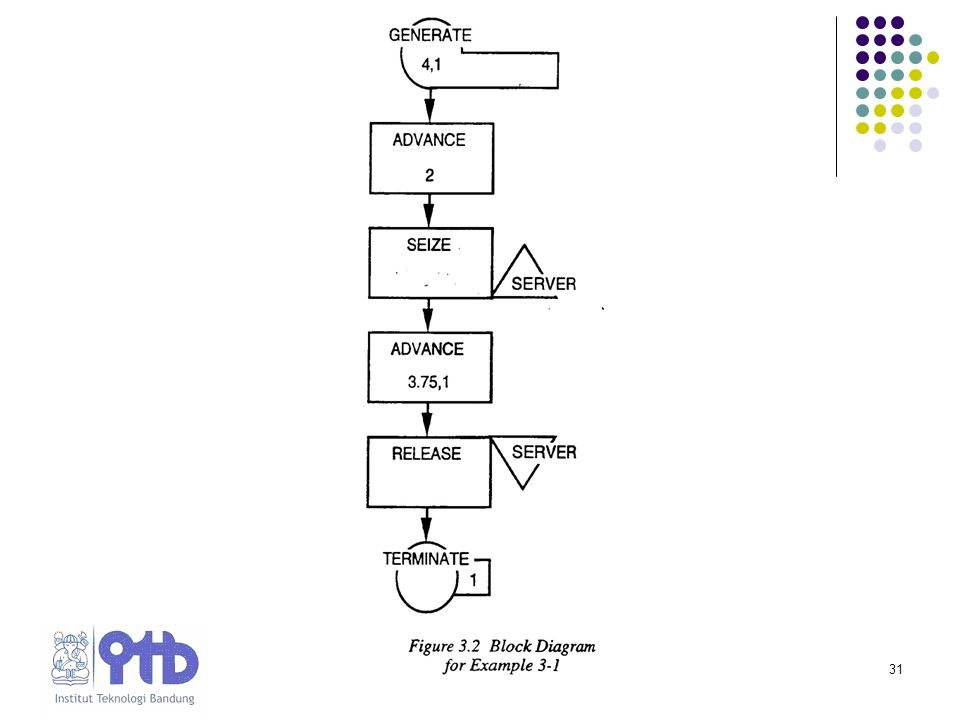 GENERATE
4,1
ADVANCE
2
SEIZE
SERVER
ADVANCE
3.75,1
RELEASE
SERVER
TERMINATE
1
Figure 3.2 Block Diagram
for Example 3-1
ITB
Institut Teknologi Bandung
31